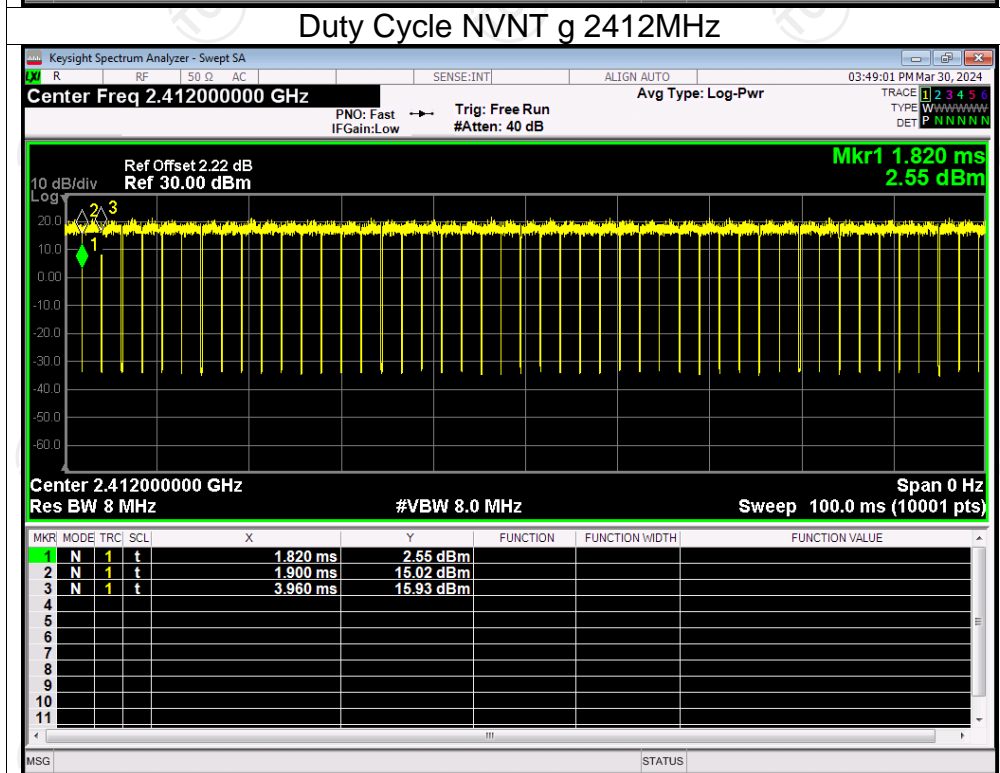 Duty Cycle NVNT g 2412MHz
Keysight Spectrum Analyzer - Swept SA
LXI R RF 50 Ω AC SENSE:INT ALIGN AUTO 03:49:01 PM Mar 30, 2024
Center Freq 2.412000000 GHz Avg Type: Log-Pwr TRACE 1 2 3 4 5 6
PNO: Fast Trig: Free Run TYPE WWWWWW
IFGain:Low #Atten: 40 dB DET P N N N N N
Mkr1 1.820 ms
Ref Offset 2.22 dB
10 dB/div Ref 30.00 dBm 2.55 dBm
Log
20.0
10.0
0.00
-10.0
-20.0
-30.0
-40.0
-50.0
-60.0
2 3
1
Center 2.412000000 GHz Span 0 Hz
Res BW 8 MHz #VBW 8.0 MHz Sweep 100.0 ms (10001 pts)
MKR MODE TRC SCL X Y FUNCTION FUNCTION WIDTH FUNCTION VALUE
1 N 1 t 1.820 ms 2.55 dBm
2 N 1 t 1.900 ms 15.02 dBm
3 N 1 t 3.960 ms 15.93 dBm
4
5
6
7
8
9
10
11
MSG STATUS